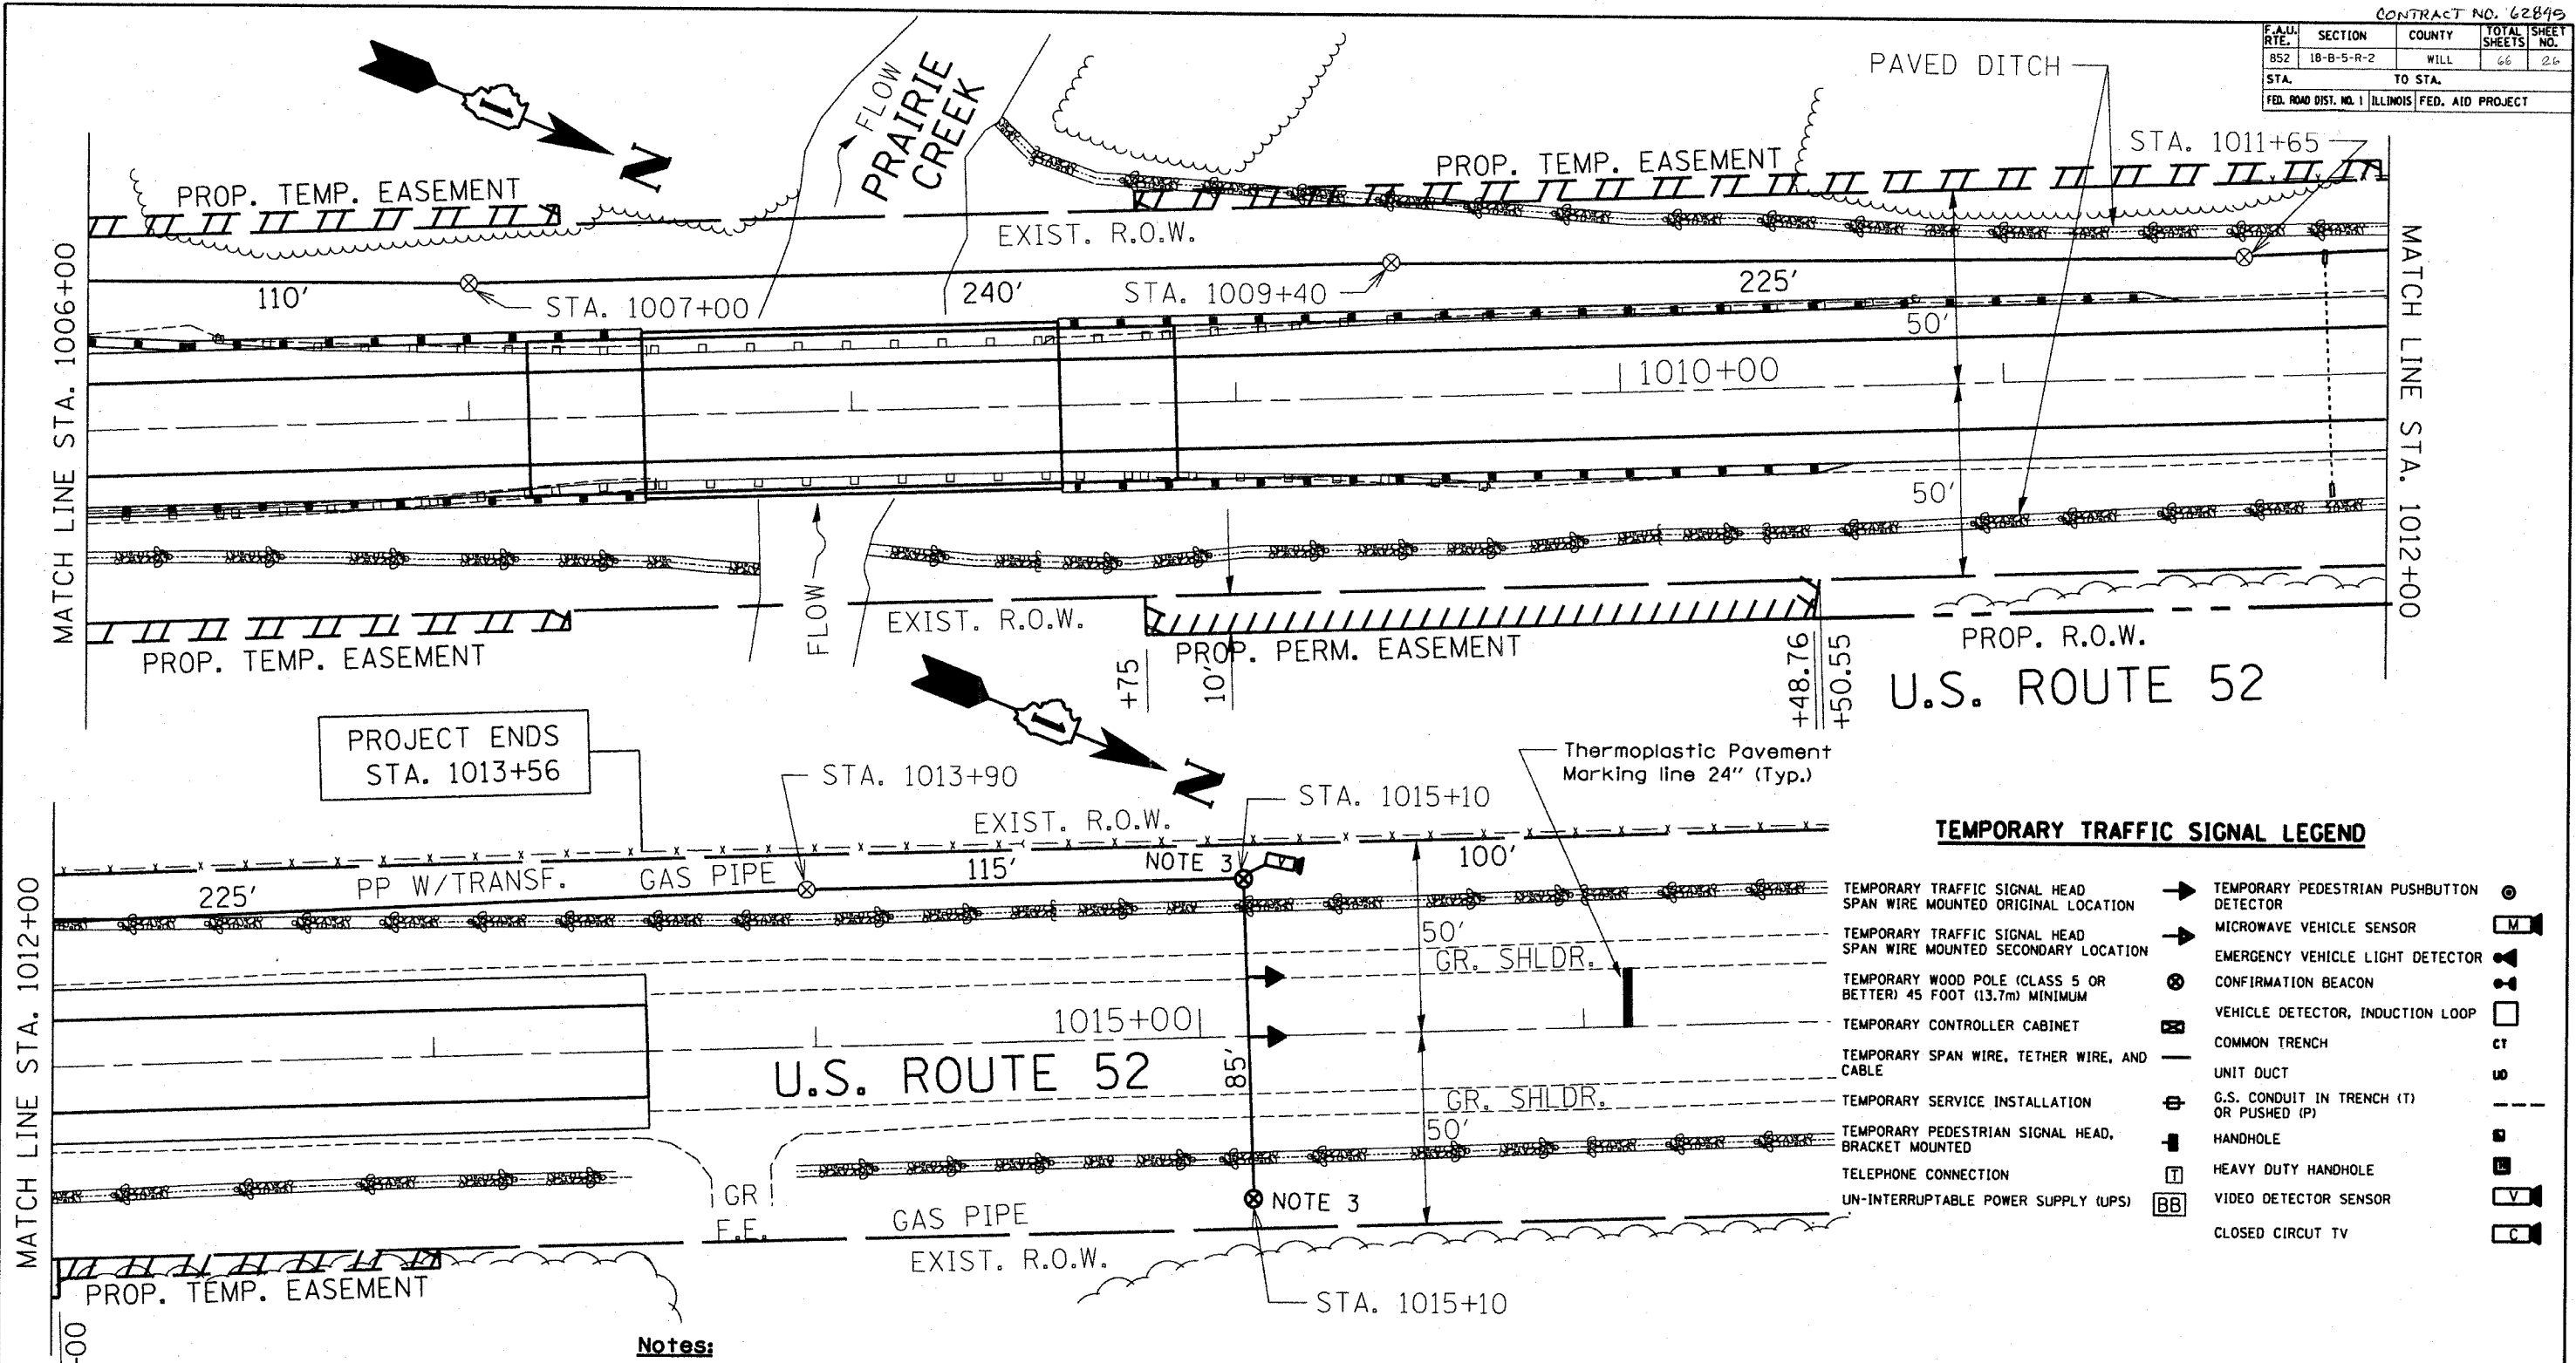 CONTRACT NO. 62895
F.A.U. RTE. SECTION COUNTY TOTAL SHEETS SHEET NO.
852 18-B-5-R-2 WILL 66 26
STA. TO STA.
FED. ROAD DIST. NO. 1 ILLINOIS FED. AID PROJECT
PAVED DITCH
STA. 1011+65
N
FLOW
PRAIRIE
CREEK
PROP. TEMP. EASEMENT
PROP. TEMP. EASEMENT
EXIST. R.O.W.
MATCH LINE STA. 1006+00
110'
STA. 1007+00
240'
STA. 1009+40
225'
50'
1010+00
50'
MATCH LINE STA. 1012+00
FLOW
EXIST. R.O.W.
PROP. TEMP. EASEMENT
PROP. PERM. EASEMENT
PROP. R.O.W.
+75
10'
+48.76
+50.55
U.S. ROUTE 52
PROJECT ENDS
STA. 1013+56
STA. 1013+90
N
STA. 1015+10
Thermoplastic Pavement
Marking line 24" (Typ.)
EXIST. R.O.W.
MATCH LINE STA. 1012+00
225'
PP W/TRANSF.
GAS PIPE
115'
NOTE 3
V
100'
50'
GR. SHLDR.
1015+00
U.S. ROUTE 52
85'
GR. SHLDR.
50'
GR
F.E.
GAS PIPE
NOTE 3
EXIST. R.O.W.
PROP. TEMP. EASEMENT
STA. 1015+10
TEMPORARY TRAFFIC SIGNAL LEGEND
TEMPORARY TRAFFIC SIGNAL HEAD
SPAN WIRE MOUNTED ORIGINAL LOCATION
TEMPORARY TRAFFIC SIGNAL HEAD
SPAN WIRE MOUNTED SECONDARY LOCATION
TEMPORARY WOOD POLE (CLASS 5 OR
BETTER) 45 FOOT (13.7m) MINIMUM
TEMPORARY CONTROLLER CABINET
TEMPORARY SPAN WIRE, TETHER WIRE, AND
CABLE
TEMPORARY SERVICE INSTALLATION
TEMPORARY PEDESTRIAN SIGNAL HEAD,
BRACKET MOUNTED
TELEPHONE CONNECTION T
UN-INTERRUPTABLE POWER SUPPLY (UPS) BB
TEMPORARY PEDESTRIAN PUSHBUTTON
DETECTOR
MICROWAVE VEHICLE SENSOR M
EMERGENCY VEHICLE LIGHT DETECTOR
CONFIRMATION BEACON
VEHICLE DETECTOR, INDUCTION LOOP
COMMON TRENCH CT
UNIT DUCT UD
G.S. CONDUIT IN TRENCH (T)
OR PUSHED (P)
HANDHOLE
HEAVY DUTY HANDHOLE
VIDEO DETECTOR SENSOR V
CLOSED CIRCUT TV C
Notes: